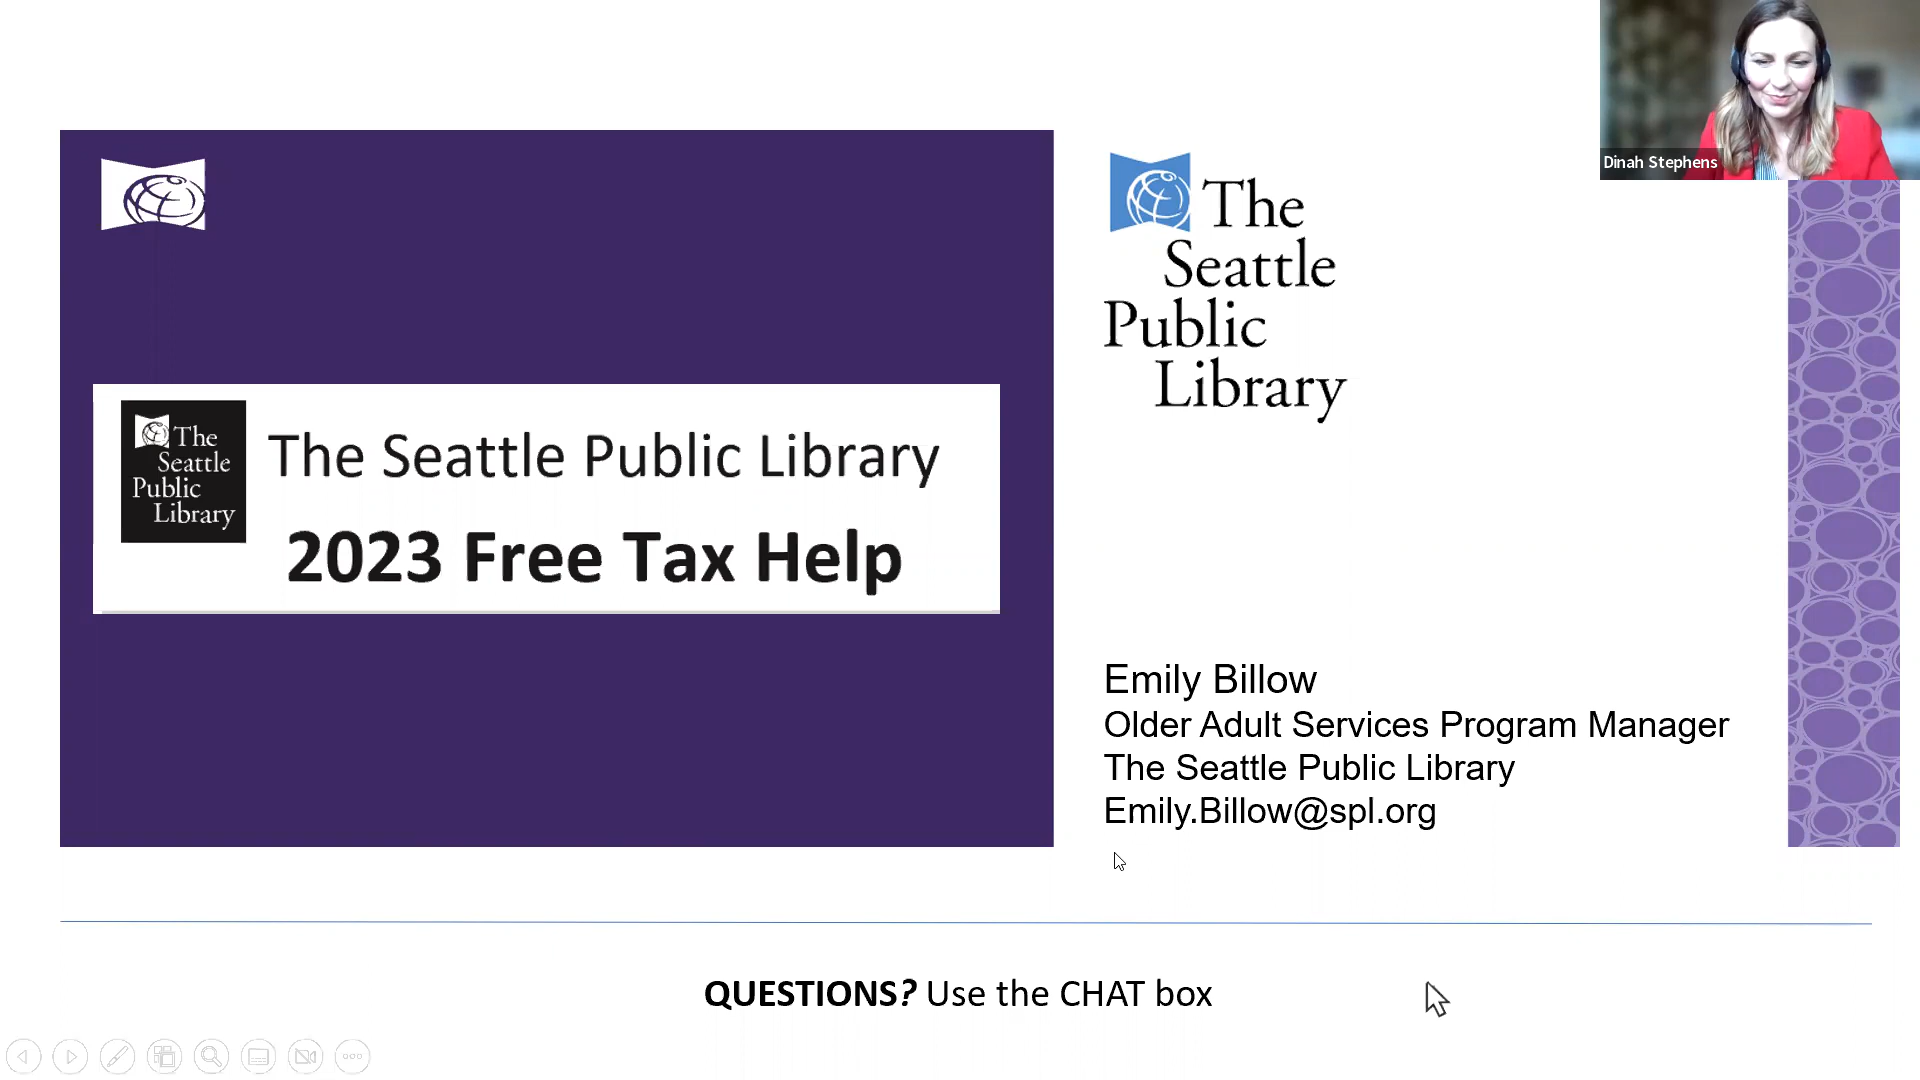 Dinah Stephens
The
Seattle
Public
Library
The
Seattle
Public
Library
The Seattle Public Library
2023 Free Tax Help
Emily Billow
Older Adult Services Program Manager
The Seattle Public Library
Emily.Billow@spl.org
QUESTIONS? Use the CHAT box